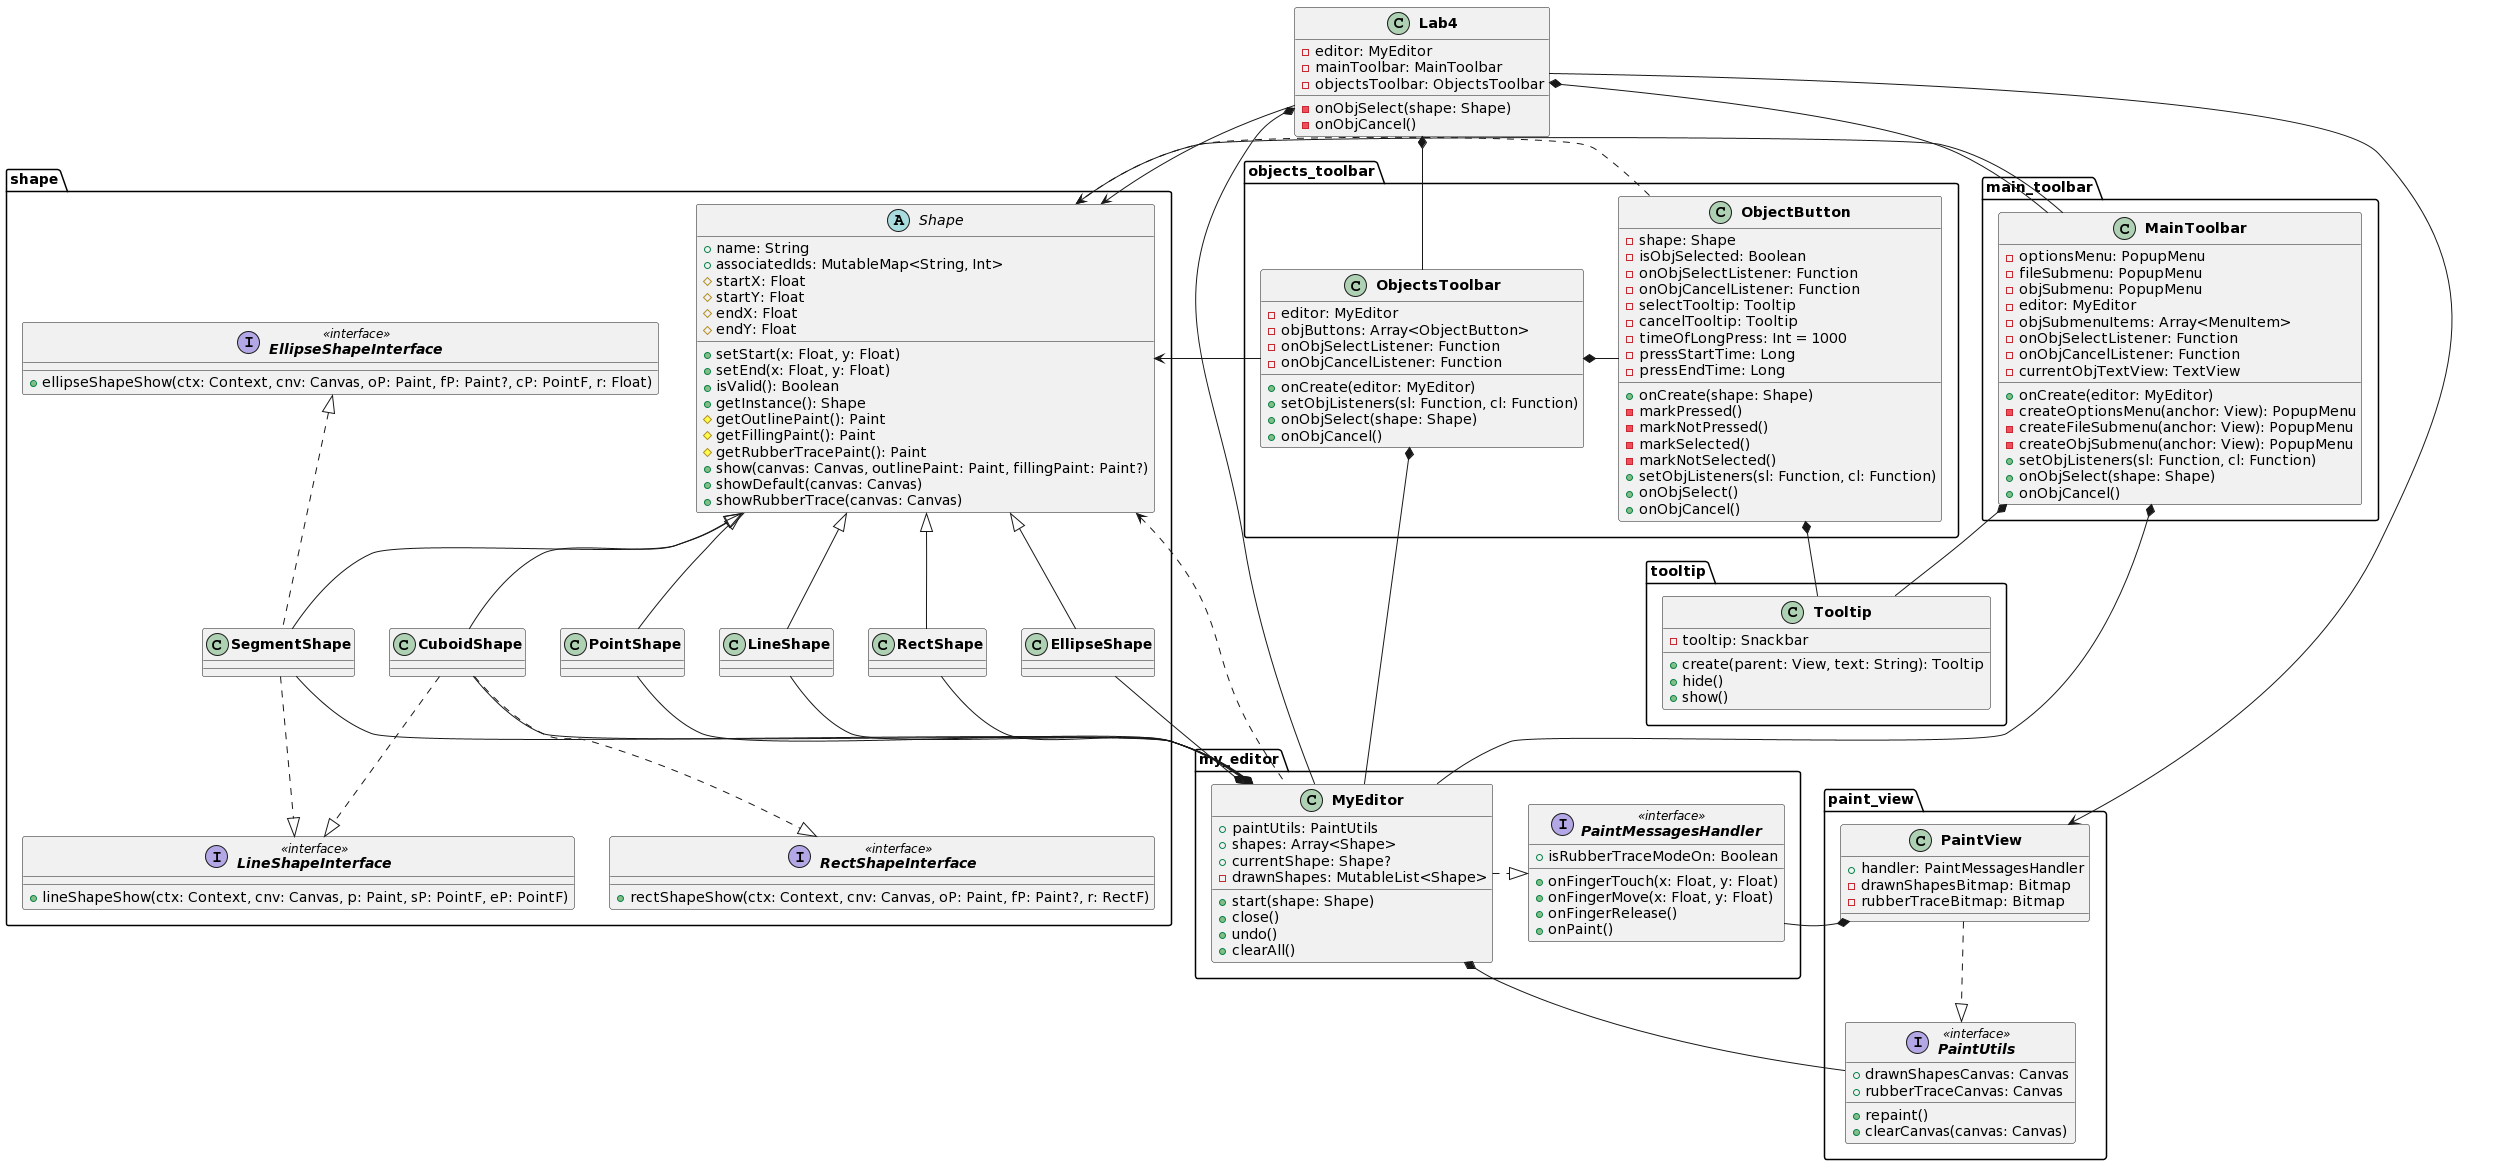 C Lab4
editor: MyEditor
mainToolbar: MainToolbar
objectsToolbar: ObjectsToolbar
onObjSelect(shape: Shape)
onObjCancel()
shape
A Shape
name: String
associatedIds: MutableMap<String, Int>
startX: Float
startY: Float
endX: Float
endY: Float
setStart(x: Float, y: Float)
setEnd(x: Float, y: Float)
isValid(): Boolean
getInstance(): Shape
getOutlinePaint(): Paint
getFillingPaint(): Paint
getRubberTracePaint(): Paint
show(canvas: Canvas, outlinePaint: Paint, fillingPaint: Paint?)
showDefault(canvas: Canvas)
showRubberTrace(canvas: Canvas)
I «interface»
EllipseShapeInterface
ellipseShapeShow(ctx: Context, cnv: Canvas, oP: Paint, fP: Paint?, cP: PointF, r: Float)
C SegmentShape
C CuboidShape
C PointShape
C LineShape
C RectShape
C EllipseShape
I «interface»
LineShapeInterface
lineShapeShow(ctx: Context, cnv: Canvas, p: Paint, sP: PointF, eP: PointF)
I «interface»
RectShapeInterface
rectShapeShow(ctx: Context, cnv: Canvas, oP: Paint, fP: Paint?, r: RectF)
objects_toolbar
C ObjectsToolbar
editor: MyEditor
objButtons: Array<ObjectButton>
onObjSelectListener: Function
onObjCancelListener: Function
onCreate(editor: MyEditor)
setObjListeners(sl: Function, cl: Function)
onObjSelect(shape: Shape)
onObjCancel()
C ObjectButton
shape: Shape
isObjSelected: Boolean
onObjSelectListener: Function
onObjCancelListener: Function
selectTooltip: Tooltip
cancelTooltip: Tooltip
timeOfLongPress: Int = 1000
pressStartTime: Long
pressEndTime: Long
onCreate(shape: Shape)
markPressed()
markNotPressed()
markSelected()
markNotSelected()
setObjListeners(sl: Function, cl: Function)
onObjSelect()
onObjCancel()
main_toolbar
C MainToolbar
optionsMenu: PopupMenu
fileSubmenu: PopupMenu
objSubmenu: PopupMenu
editor: MyEditor
objSubmenuItems: Array<MenuItem>
onObjSelectListener: Function
onObjCancelListener: Function
currentObjTextView: TextView
onCreate(editor: MyEditor)
createOptionsMenu(anchor: View): PopupMenu
createFileSubmenu(anchor: View): PopupMenu
createObjSubmenu(anchor: View): PopupMenu
setObjListeners(sl: Function, cl: Function)
onObjSelect(shape: Shape)
onObjCancel()
tooltip
C Tooltip
tooltip: Snackbar
create(parent: View, text: String): Tooltip
hide()
show()
my_editor
C MyEditor
paintUtils: PaintUtils
shapes: Array<Shape>
currentShape: Shape?
drawnShapes: MutableList<Shape>
start(shape: Shape)
close()
undo()
clearAll()
I «interface»
PaintMessagesHandler
isRubberTraceModeOn: Boolean
onFingerTouch(x: Float, y: Float)
onFingerMove(x: Float, y: Float)
onFingerRelease()
onPaint()
paint_view
C PaintView
handler: PaintMessagesHandler
drawnShapesBitmap: Bitmap
rubberTraceBitmap: Bitmap
I «interface»
PaintUtils
drawnShapesCanvas: Canvas
rubberTraceCanvas: Canvas
repaint()
clearCanvas(canvas: Canvas)